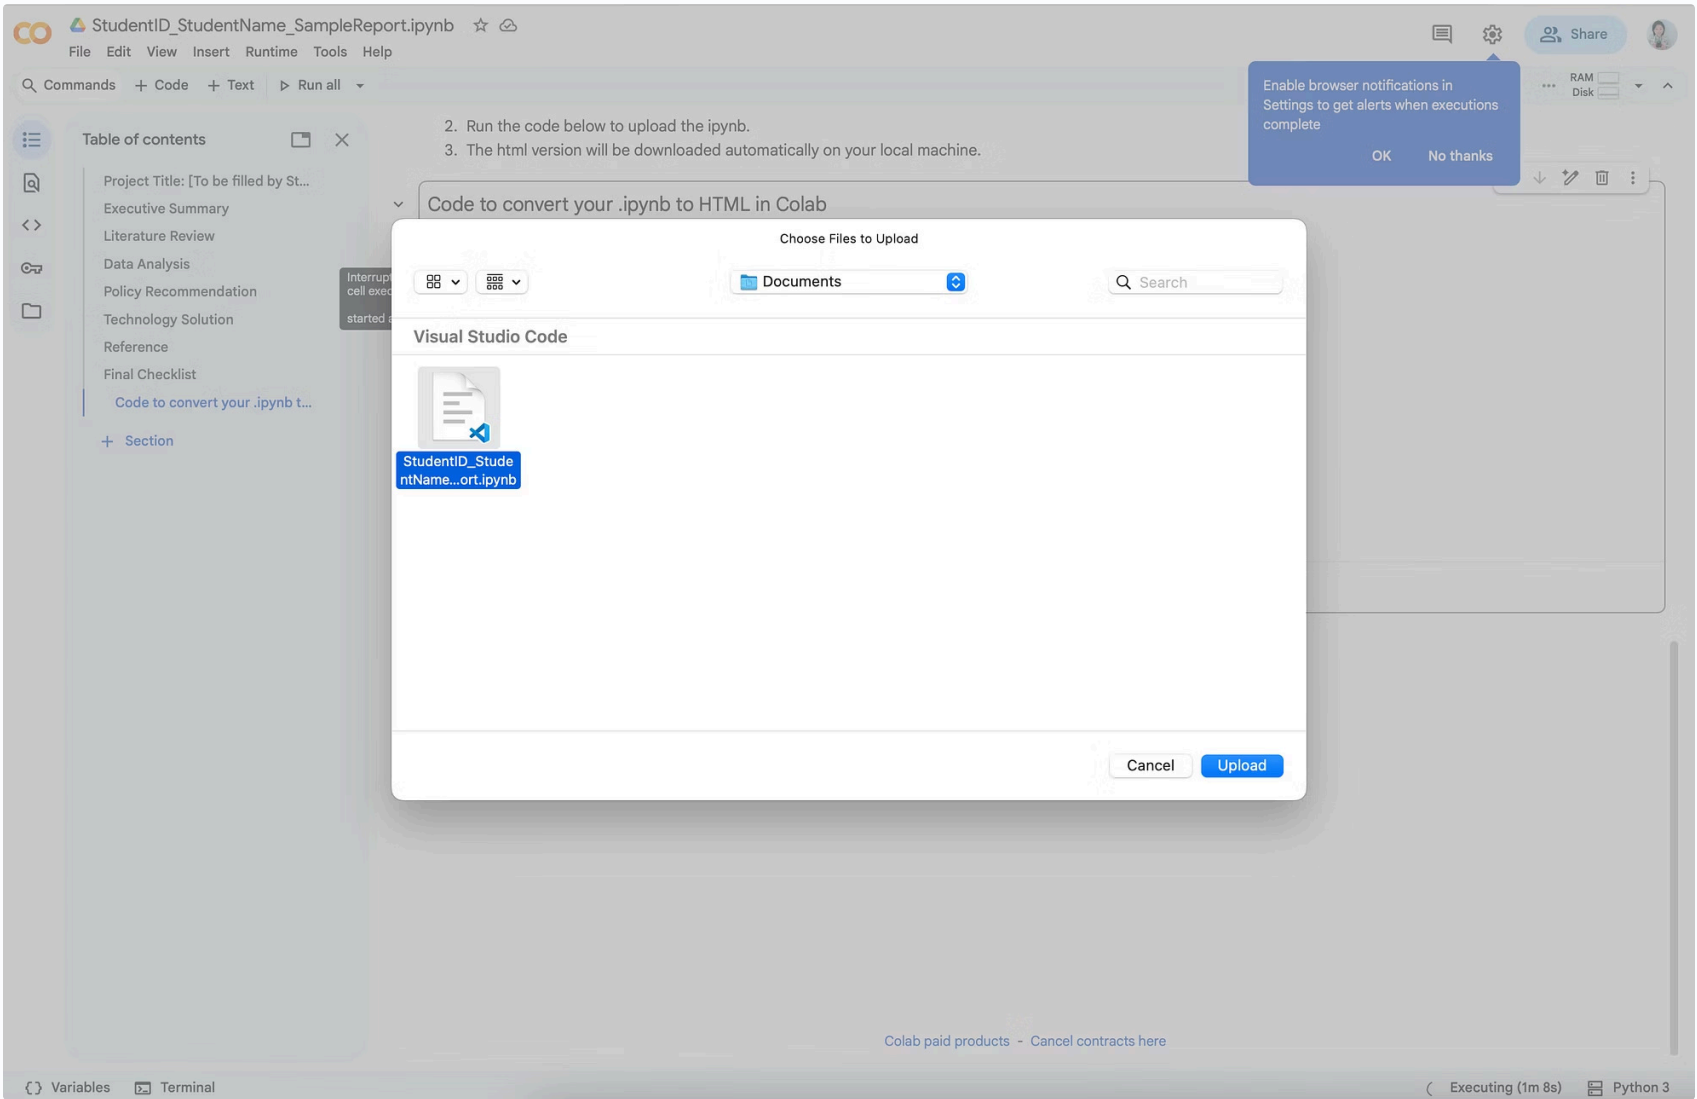 StudentID_StudentName_SampleReport.ipynb
File Edit View Insert Runtime Tools Help
Share
Commands + Code + Text Run all
RAM
Disk
Enable browser notifications in
Settings to get alerts when executions
complete
OK No thanks
Table of contents
Project Title: [To be filled by St...
Executive Summary
Literature Review
Data Analysis
Policy Recommendation
Technology Solution
Reference
Final Checklist
Code to convert your .ipynb t...
+ Section
2. Run the code below to upload the ipynb.
3. The html version will be downloaded automatically on your local machine.
Code to convert your .ipynb to HTML in Colab
cell
started
Choose Files to Upload
Documents
Search
Visual Studio Code
StudentID_Stude
ntName...ort.ipynb
Cancel Upload
Colab paid products - Cancel contracts here
Variables Terminal
Executing (1m 8s) Python 3